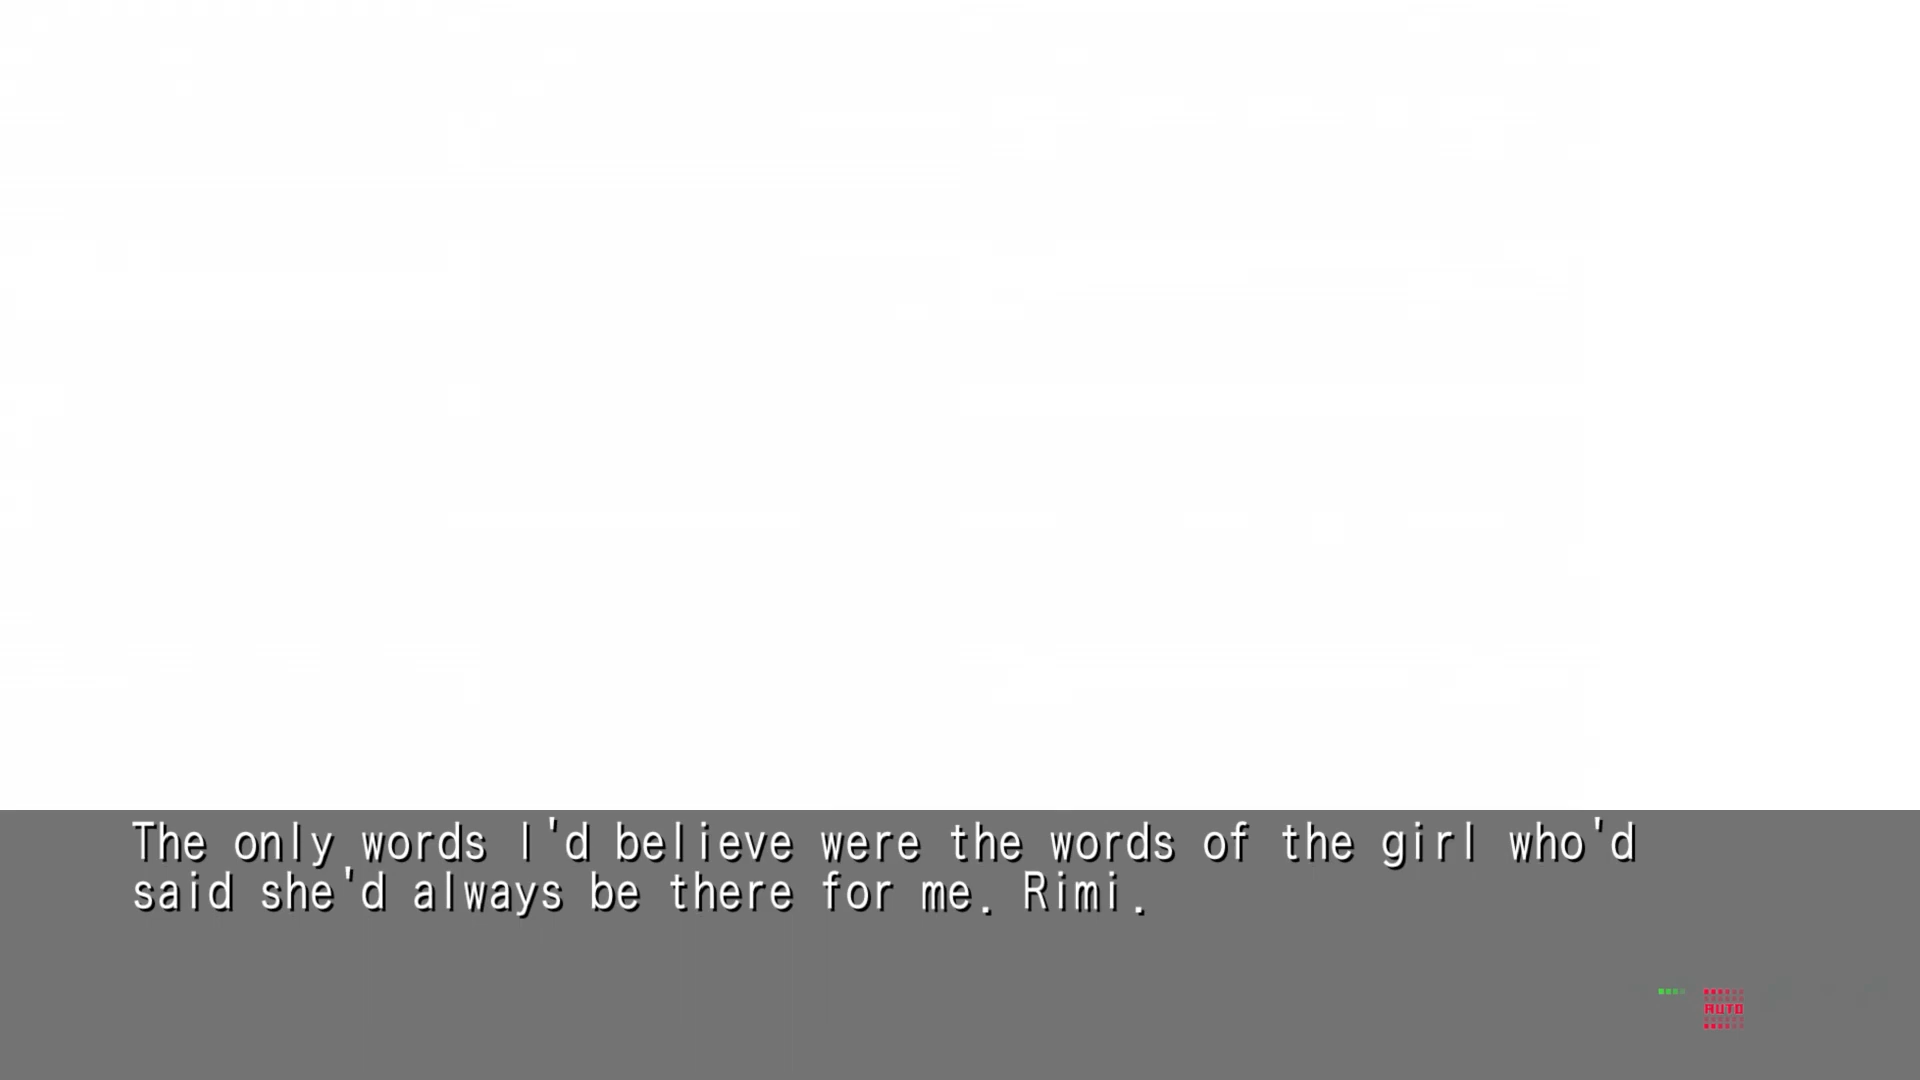 The only words I'd believe were the words of the girl who'd
said she'd always be there for me. Rimi.
AUTO